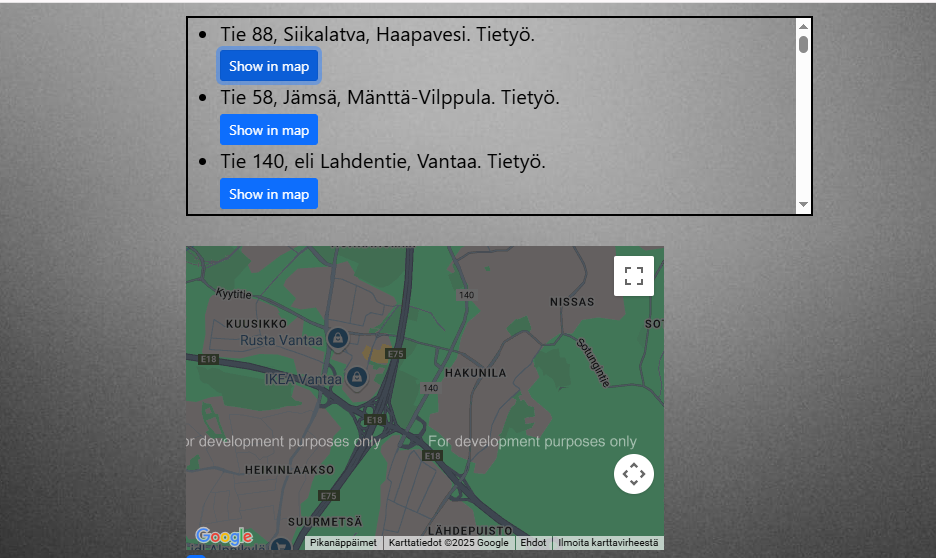 Tie 88, Siikalatva, Haapavesi. Tietyö.
Show in map
Tie 58, Jämsä, Mänttä-Vilppula. Tietyö.
Show in map
Tie 140, eli Lahdentie, Vantaa. Tietyö.
Show in map
140
Kyytitie
NISSAS
KUUSIKKO
Rusta Vantaa
E75
E18
Sotungintie
HAKUNILA
IKEA Vantaa
140
E18
or development purposes only
For development purposes only
E18
HEIKINLAAKSO
E75
SUURMETSÄ
LÄHDEPUISTO
Google
Pikanäppäimet
Karttatiedot ©2025 Google
Ehdot
Ilmoita karttavirheestä